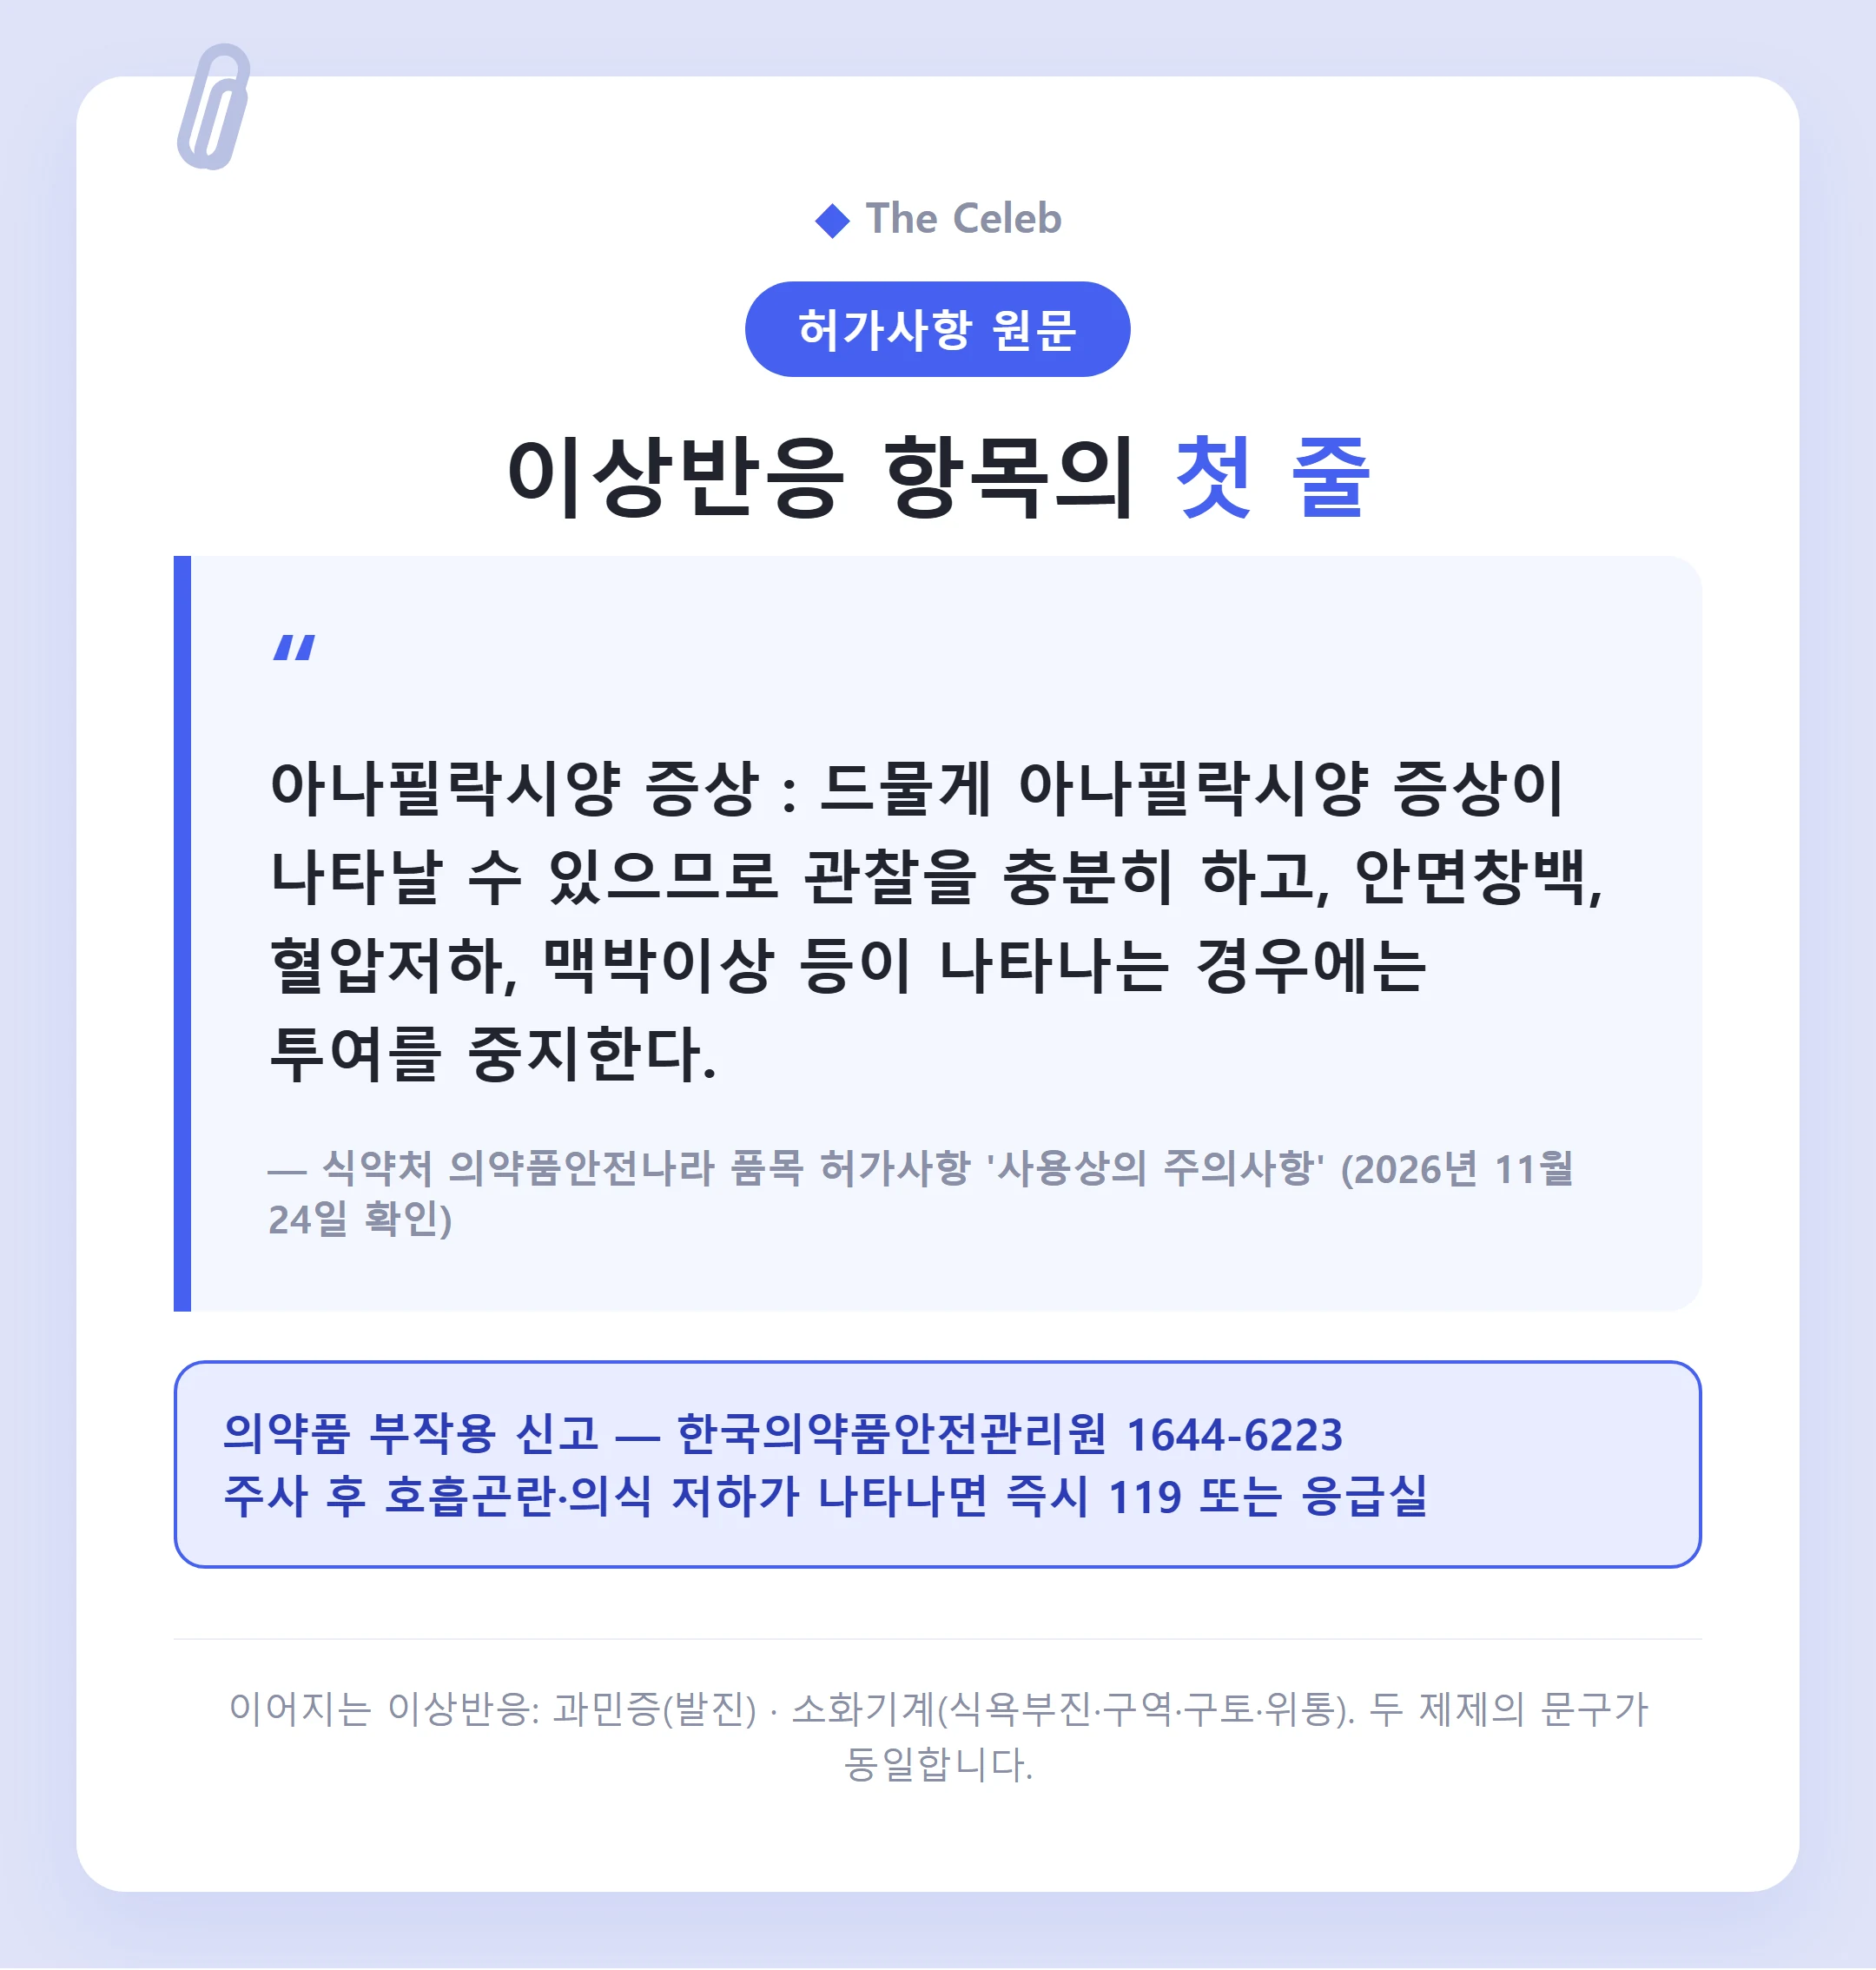 The Celeb
허가사항 원문
이상반응 항목의 첫 줄
“
아나필락시양 증상 : 드물게 아나필락시양 증상이
나타날 수 있으므로 관찰을 충분히 하고, 안면창백,
혈압저하, 맥박이상 등이 나타나는 경우에는
투여를 중지한다.
— 식약처 의약품안전나라 품목 허가사항 '사용상의 주의사항' (2026년 11월
24일 확인)
의약품 부작용 신고 — 한국의약품안전관리원 1644-6223
주사 후 호흡곤란·의식 저하가 나타나면 즉시 119 또는 응급실
이어지는 이상반응: 과민증(발진) · 소화기계(식욕부진·구역·구토·위통). 두 제제의 문구가
동일합니다.